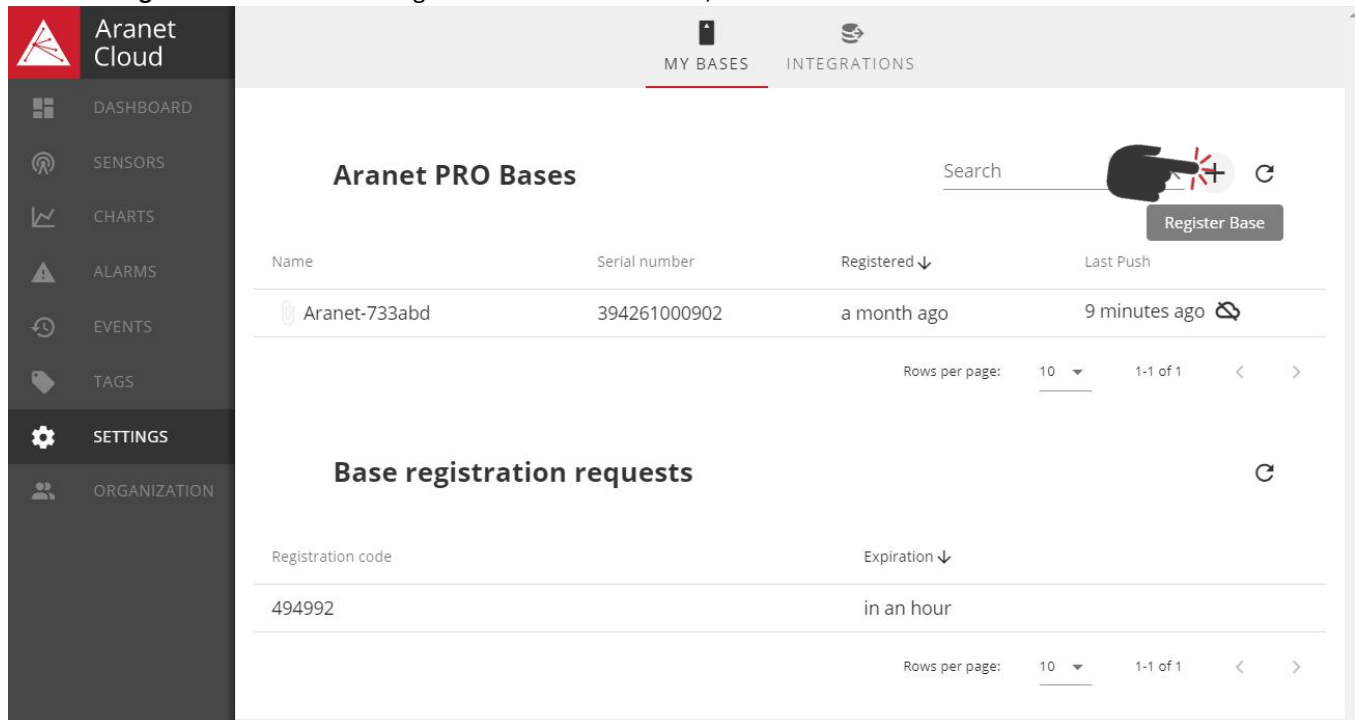 Aranet
Cloud
MY BASES INTEGRATIONS
DASHBOARD
SENSORS
CHARTS
ALARMS
EVENTS
TAGS
SETTINGS
ORGANIZATION
Aranet PRO Bases
Search
Register Base
Name Serial number Registered Last Push
Aranet-733abd 394261000902 a month ago 9 minutes ago
Rows per page: 10 1-1 of 1
Base registration requests
Registration code Expiration
494992 in an hour
Rows per page: 10 1-1 of 1